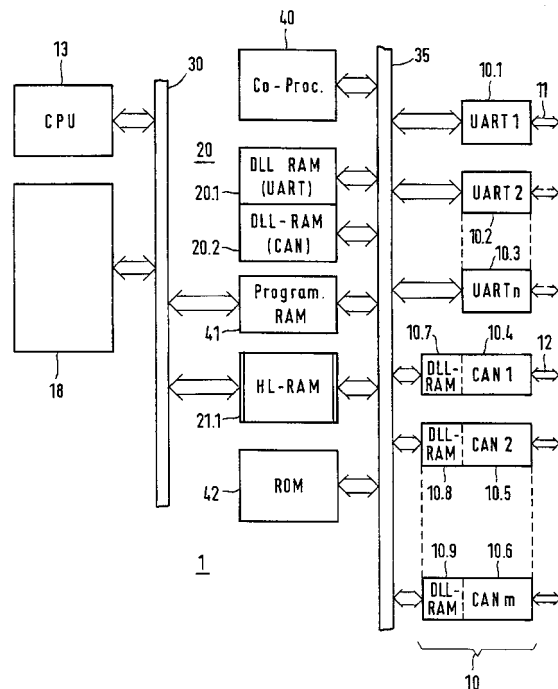 40
13
30
35
10.1
11
CPU
Co-Proc.
UART 1
20
DLL RAM
(UART)
20.1
UART 2
DLL-RAM
(CAN)
20.2
10.2
10.3
Program.
RAM
UARTn
41
10.7
10.4
12
18
HL-RAM
DLL-
RAM
CAN 1
21.1
ROM
DLL-
RAM
CAN 2
42
10.8
10.5
1
10.9
10.6
DLL-
RAM
CANm
10